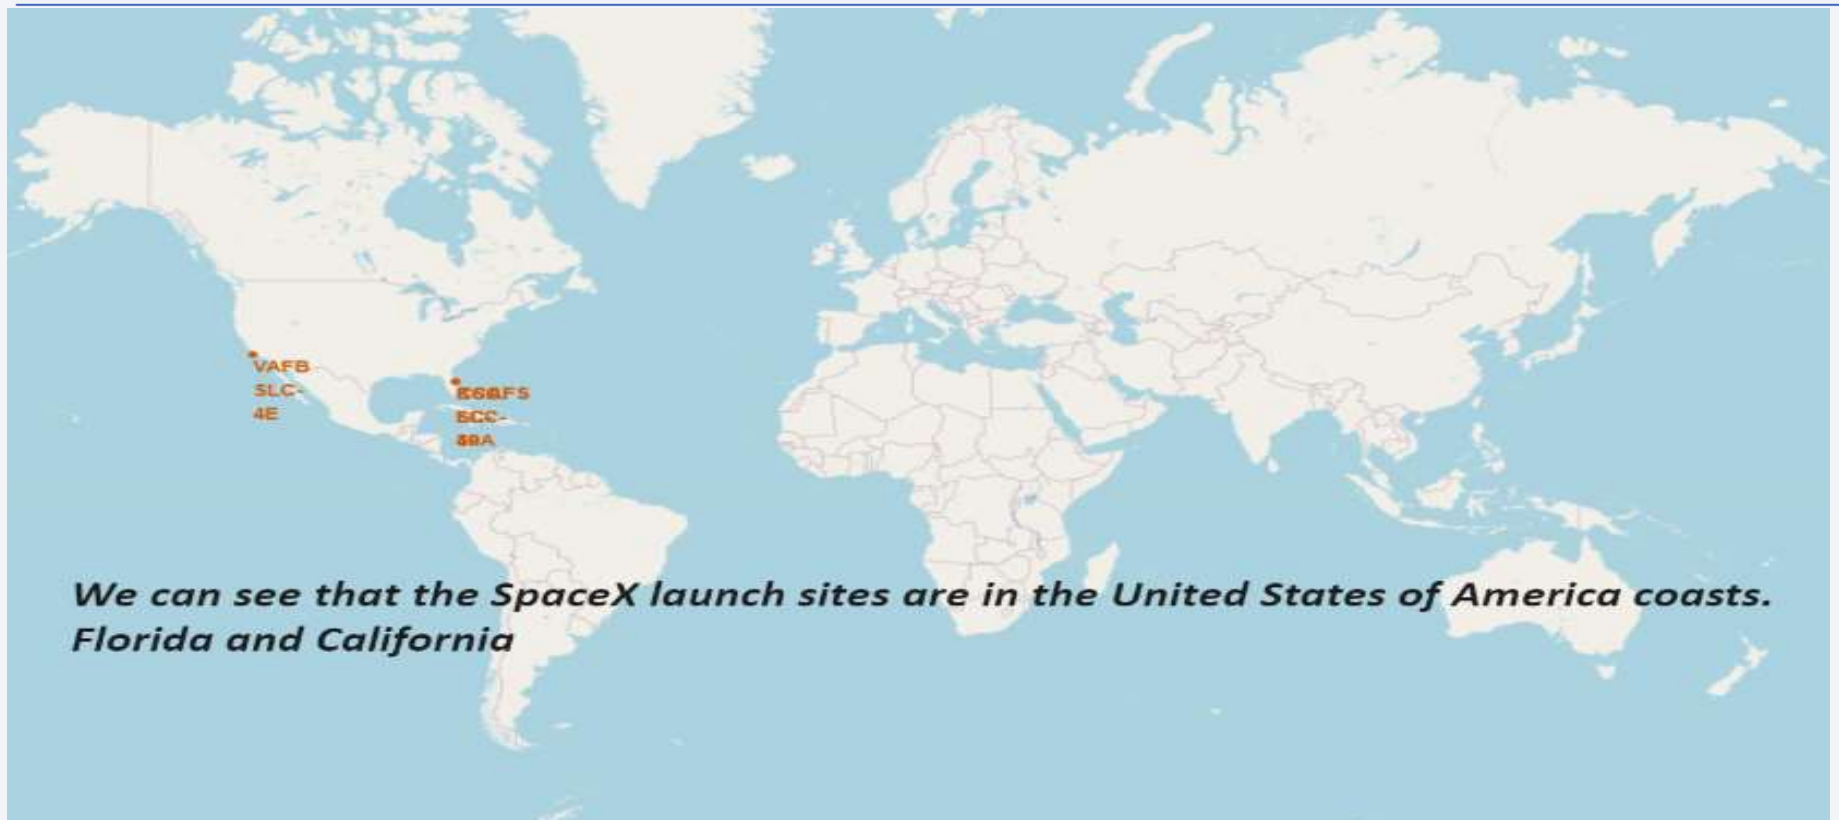 VAFB
SLC-
4E
We can see that the SpaceX launch sites are in the United States of America coasts.
Florida and California